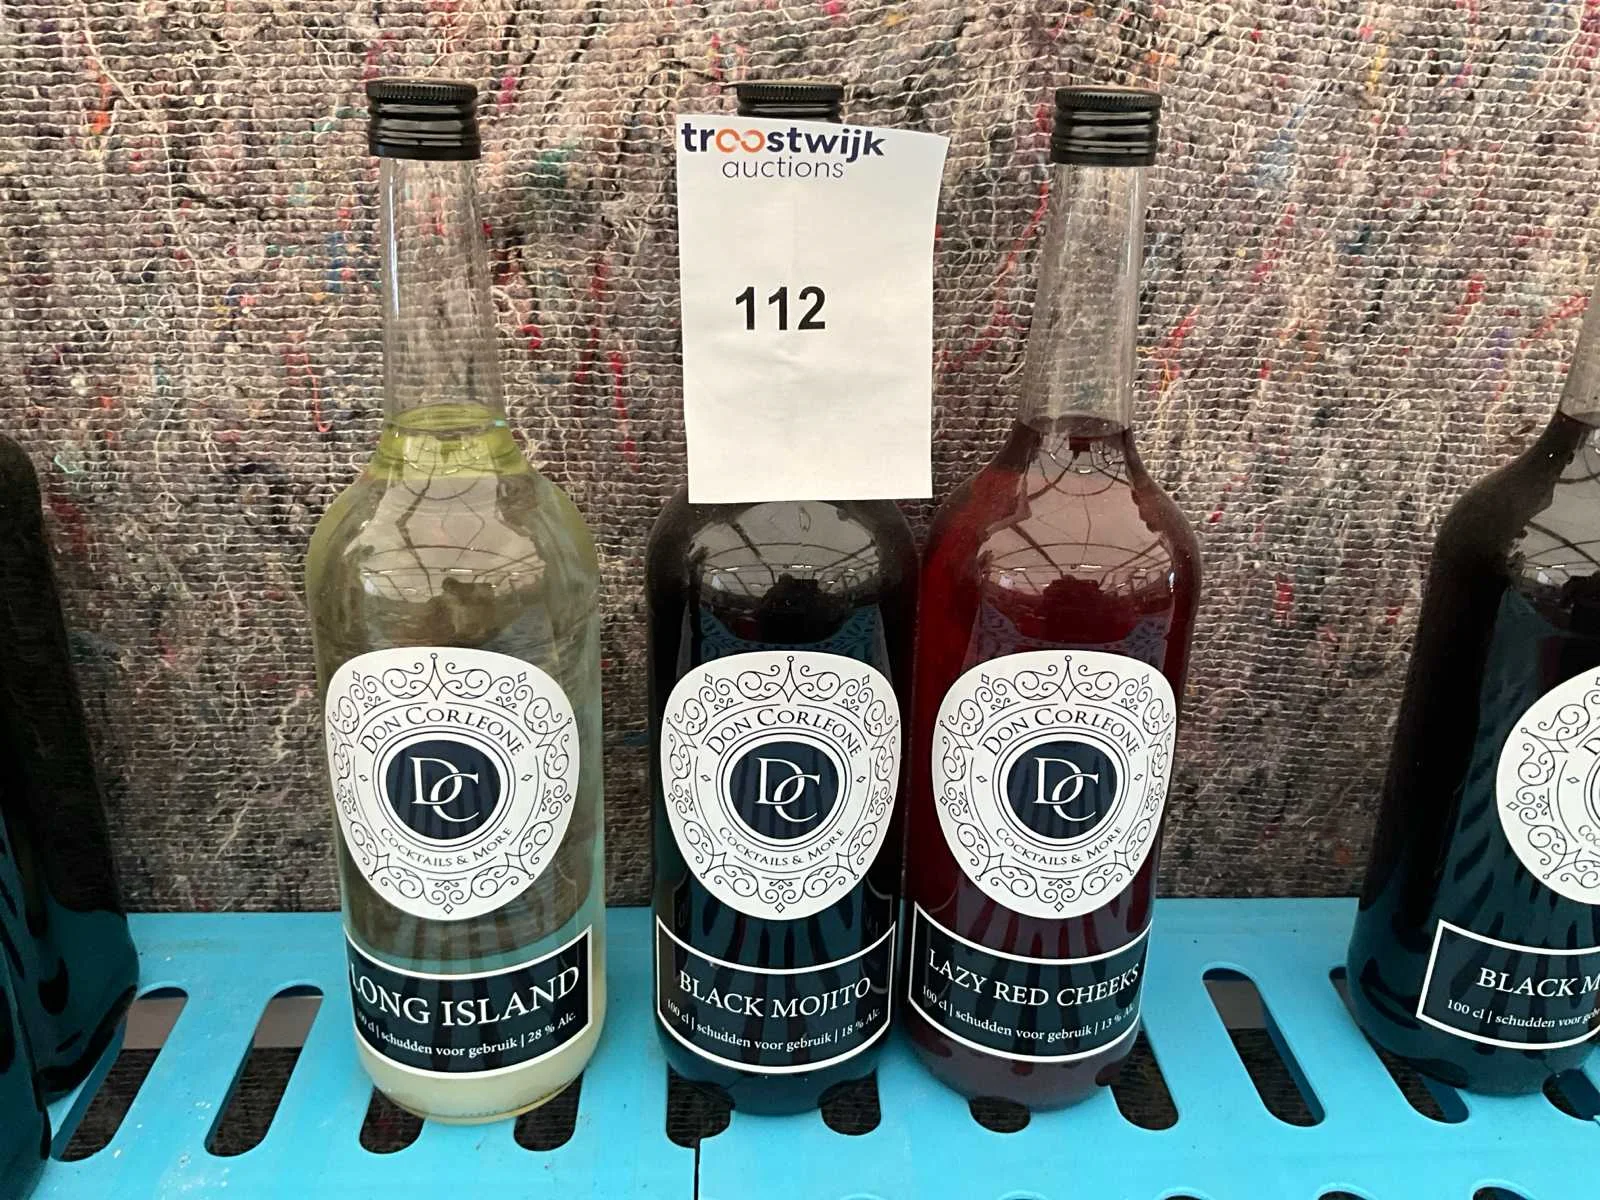 troostwijk
auctions
112
DON CORLEONE
DC
COCKTAILS & MORE
LONG ISLAND
100 cl | schudden voor gebruik | 28 % Alc.
DON CORLEONE
DC
COCKTAILS & MORE
BLACK MOJITO
100 cl | schudden voor gebruik | 18 % Alc.
DON CORLEONE
DC
COCKTAILS & MORE
LAZY RED CHEEKS
100 cl | schudden voor gebruik | 13 % Alc.
BLACK M
100 cl | schudden voor geb